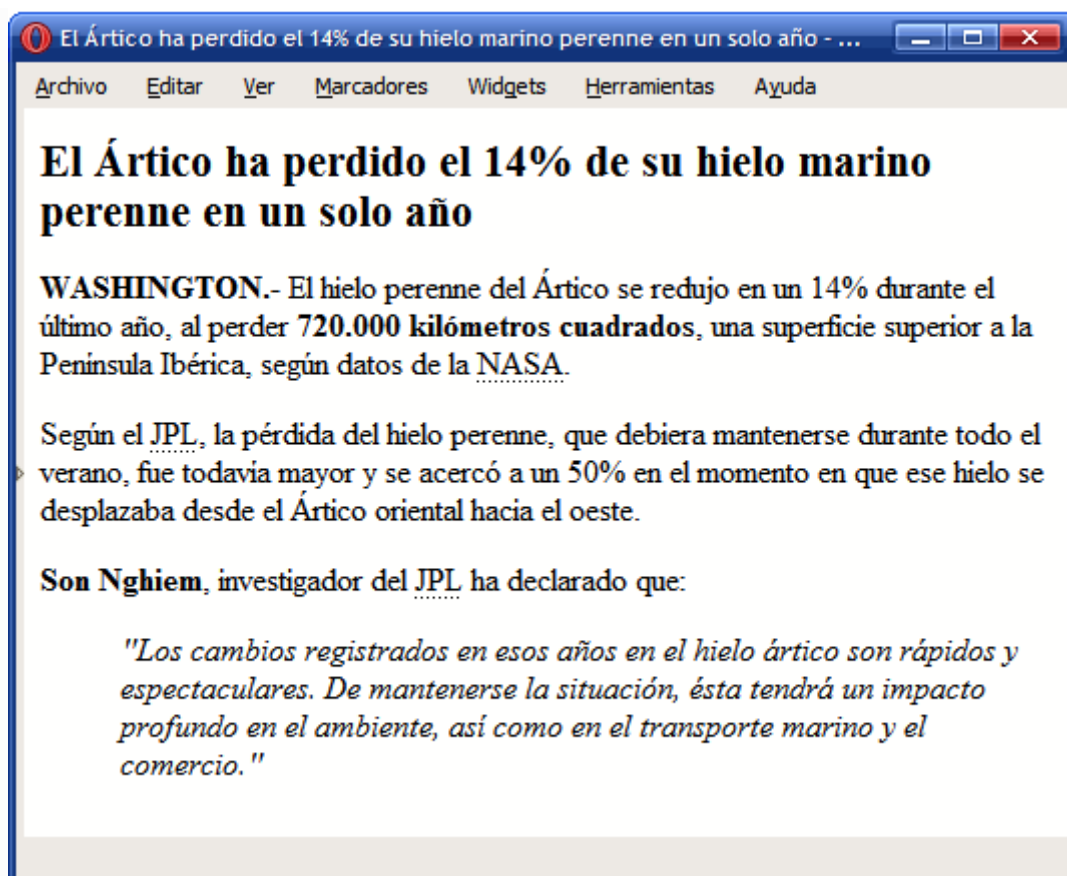 El Ártico ha perdido el 14% de su hielo marino perenne en un solo año - ...
Archivo Editar Ver Marcadores Widgets Herramientas Ayuda
El Ártico ha perdido el 14% de su hielo marino
perenne en un solo año
WASHINGTON.- El hielo perenne del Ártico se redujo en un 14% durante el
último año, al perder 720.000 kilómetros cuadrados, una superficie superior a la
Península Ibérica, según datos de la NASA.
Según el JPL, la pérdida del hielo perenne, que debiera mantenerse durante todo el
verano, fue todavía mayor y se acercó a un 50% en el momento en que ese hielo se
desplazaba desde el Ártico oriental hacia el oeste.
Son Nghiem, investigador del JPL ha declarado que:
"Los cambios registrados en esos años en el hielo ártico son rápidos y
espectaculares. De mantenerse la situación, ésta tendrá un impacto
profundo en el ambiente, así como en el transporte marino y el
comercio."